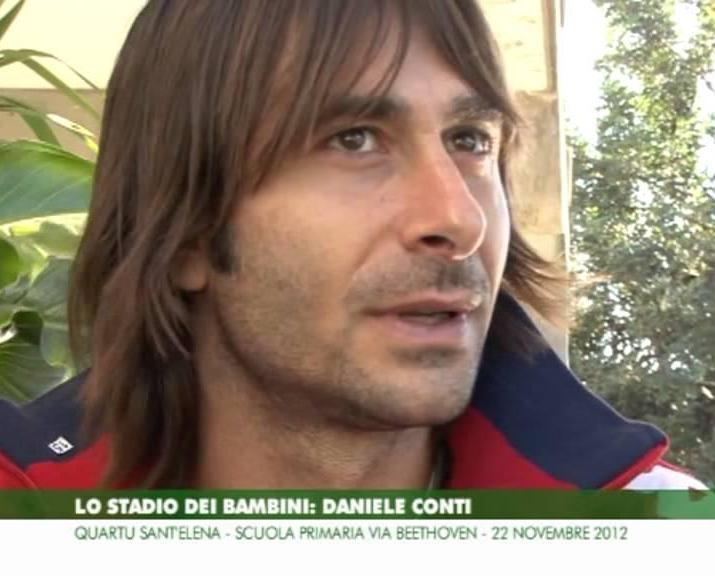 LO STADIO DEI BAMBINI: DANIELE CONTI
QUARTU SANT'ELENA - SCUOLA PRIMARIA VIA BEETHOVEN - 22 NOVEMBRE 2012